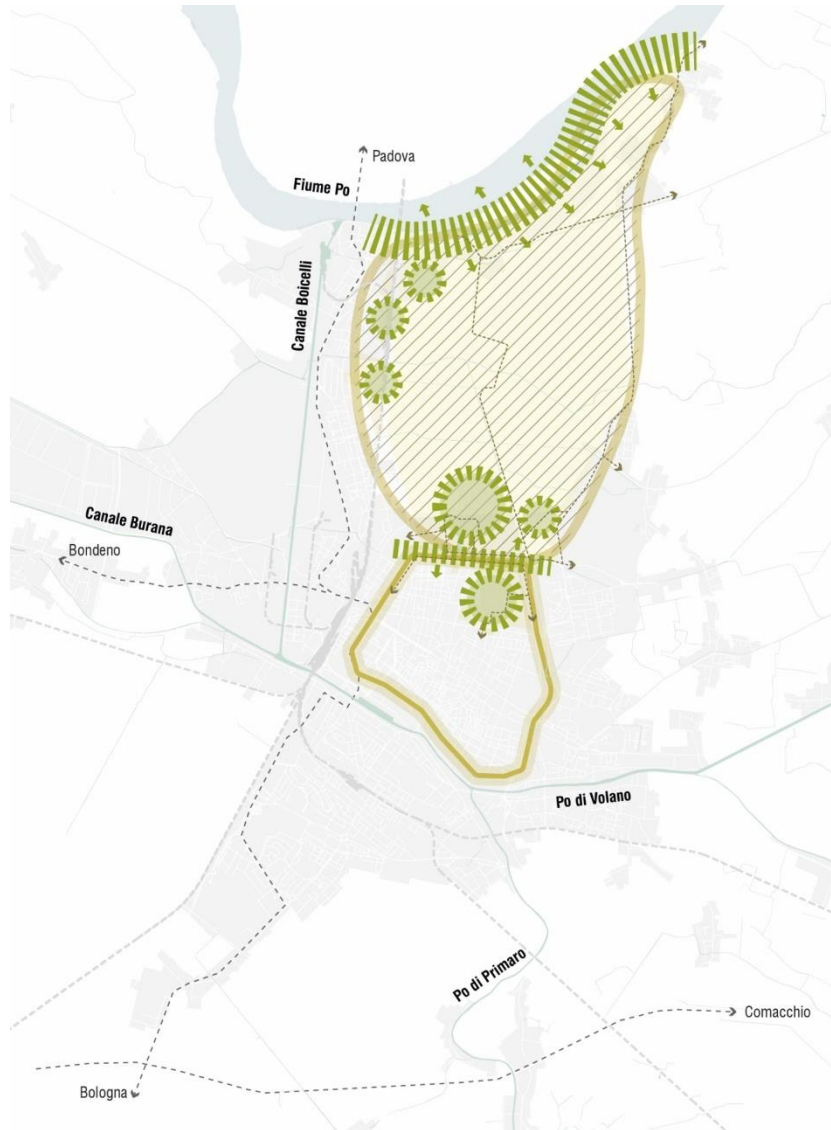 Padova
Fiume Po
Canale Boicelli
Canale Burana
Bondeno
Po di Volano
Po di Primaro
Comacchio
Bologna